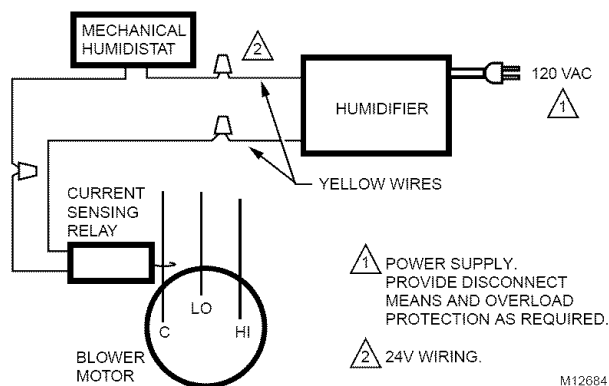 MECHANICAL
HUMIDISTAT
2
HUMIDIFIER
120 VAC
1
YELLOW WIRES
CURRENT
SENSING
RELAY
C
LO
HI
BLOWER
MOTOR
1 POWER SUPPLY.
PROVIDE DISCONNECT
MEANS AND OVERLOAD
PROTECTION AS REQUIRED.
2 24V WIRING.
M12684